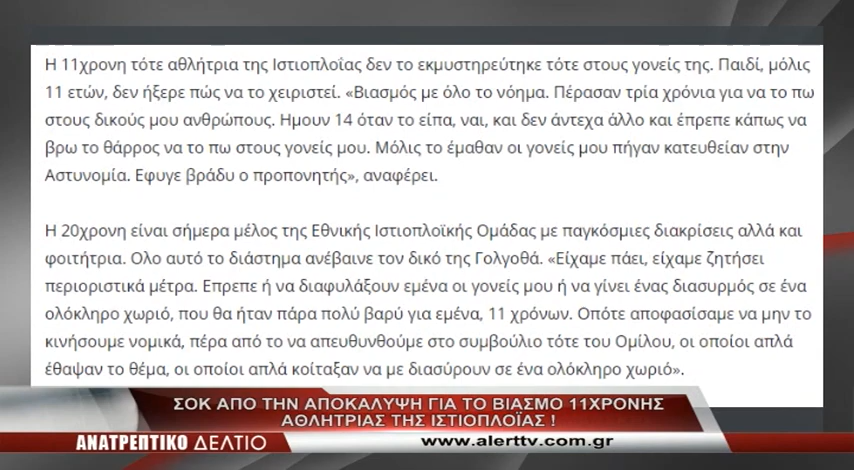 Η 11χρονη τότε αθλήτρια της Ιστιοπλοΐας δεν το εκμυστηρεύτηκε τότε στους γονείς της. Παιδί, μόλις
11 ετών, δεν ήξερε πώς να το χειριστεί. «Βιασμός με όλο το νόημα. Πέρασαν τρία χρόνια για να το πω
στους δικούς μου ανθρώπους. Ημουν 14 όταν το είπα, ναι, και δεν άντεχα άλλο και έπρεπε κάπως να
βρω το θάρρος να το πω στους γονείς μου. Μόλις το έμαθαν οι γονείς μου πήγαν κατευθείαν στην
Αστυνομία. Εφυγε βράδυ ο προπονητής», αναφέρει.
Η 20χρονη είναι σήμερα μέλος της Εθνικής Ιστιοπλοϊκής Ομάδας με παγκόσμιες διακρίσεις αλλά και
φοιτήτρια. Ολο αυτό το διάστημα ανέβαινε τον δικό της Γολγοθά. «Είχαμε πάει, είχαμε ζητήσει
περιοριστικά μέτρα. Επρεπε ή να διαφυλάξουν εμένα οι γονείς μου ή να γίνει ένας διασυρμός σε ένα
ολόκληρο χωριό, που θα ήταν πάρα πολύ βαρύ για εμένα, 11 χρόνων. Οπότε αποφασίσαμε να μην το
κινήσουμε νομικά, πέρα από το να απευθυνθούμε στο συμβούλιο τότε του Ομίλου, οι οποίοι απλά
έθαψαν το θέμα, οι οποίοι απλά κοίταξαν να με διασύρουν σε ένα ολόκληρο χωριό».
ΣΟΚ ΑΠΟ ΤΗΝ ΑΠΟΚΑΛΥΨΗ ΓΙΑ ΤΟ ΒΙΑΣΜΟ 11ΧΡΟΝΗΣ
ΑΘΛΗΤΡΙΑΣ ΤΗΣ ΙΣΤΙΟΠΛΟΪΑΣ !
ΑΝΑΤΡΕΠΤΙΚΟ ΔΕΛΤΙΟ www.alerttv.com.gr